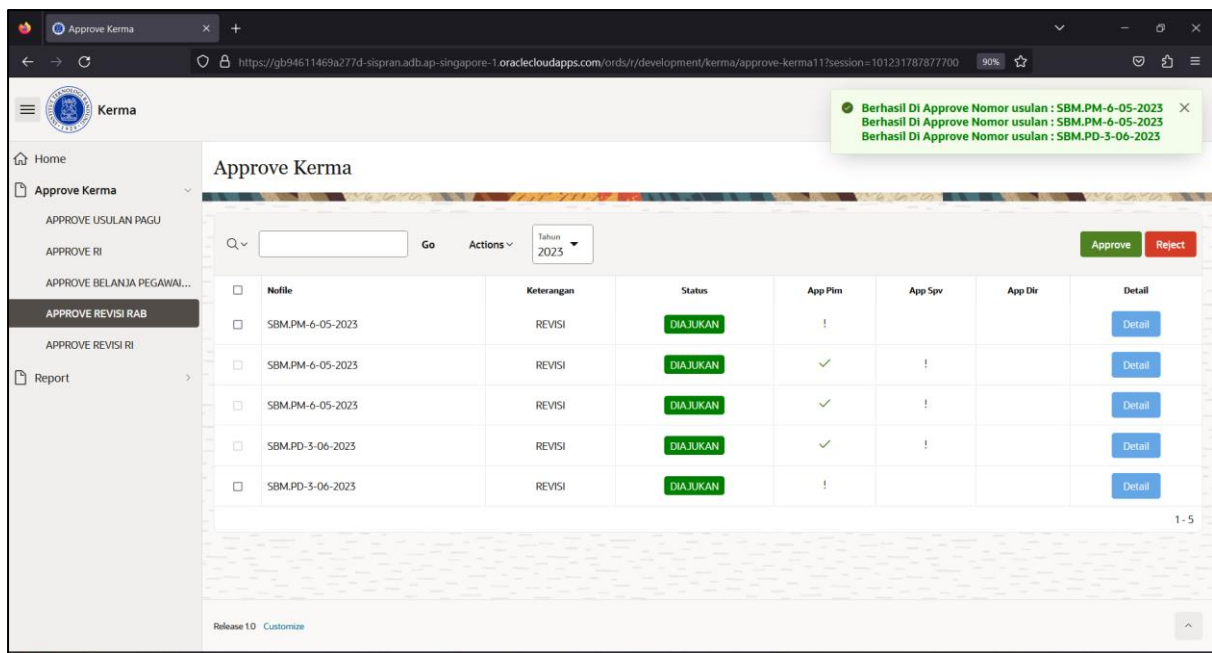 Approve Kerma
https://gb94611469a277d-sispran.adb.ap-singapore-1.oraclecloudapps.com/ords/r/development/kerma/approve-kerma11?session=101231787877700
90%
Kerma
Berhasil Di Approve Nomor usulan : SBM.PM-6-05-2023
Berhasil Di Approve Nomor usulan : SBM.PM-6-05-2023
Berhasil Di Approve Nomor usulan : SBM.PD-3-06-2023
Home
Approve Kerma
APPROVE USULAN PAGU
APPROVE RI
APPROVE BELANJA PEGAWAI...
APPROVE REVISI RAB
APPROVE REVISI RI
Report
Approve Kerma
Go Actions Tahun 2023 Approve Reject
Nofile Keterangan Status App Pim App Spv App Dir Detail
SBM.PM-6-05-2023 REVISI DIAJUKAN ! Detail
SBM.PM-6-05-2023 REVISI DIAJUKAN ✓ ! Detail
SBM.PM-6-05-2023 REVISI DIAJUKAN ✓ ! Detail
SBM.PD-3-06-2023 REVISI DIAJUKAN ✓ ! Detail
SBM.PD-3-06-2023 REVISI DIAJUKAN ! Detail
1 - 5
Release 1.0 Customize